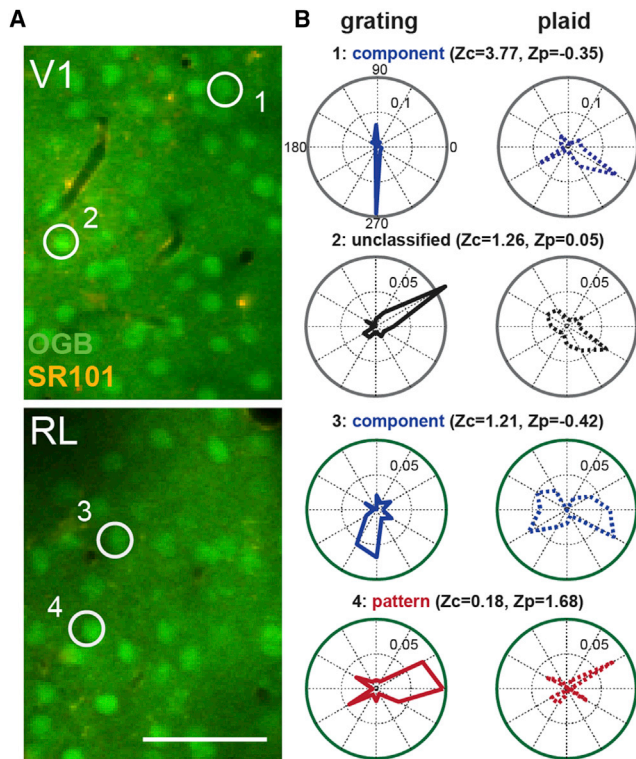 A
V1
1
2
OGB
SR101
RL
3
4
B
grating plaid
1: component (Zc=3.77, Zp=-0.35)
90
0.1
180
0
270
0.1
2: unclassified (Zc=1.26, Zp=0.05)
0.05
0.05
3: component (Zc=1.21, Zp=-0.42)
0.05
0.05
4: pattern (Zc=0.18, Zp=1.68)
0.05
0.05